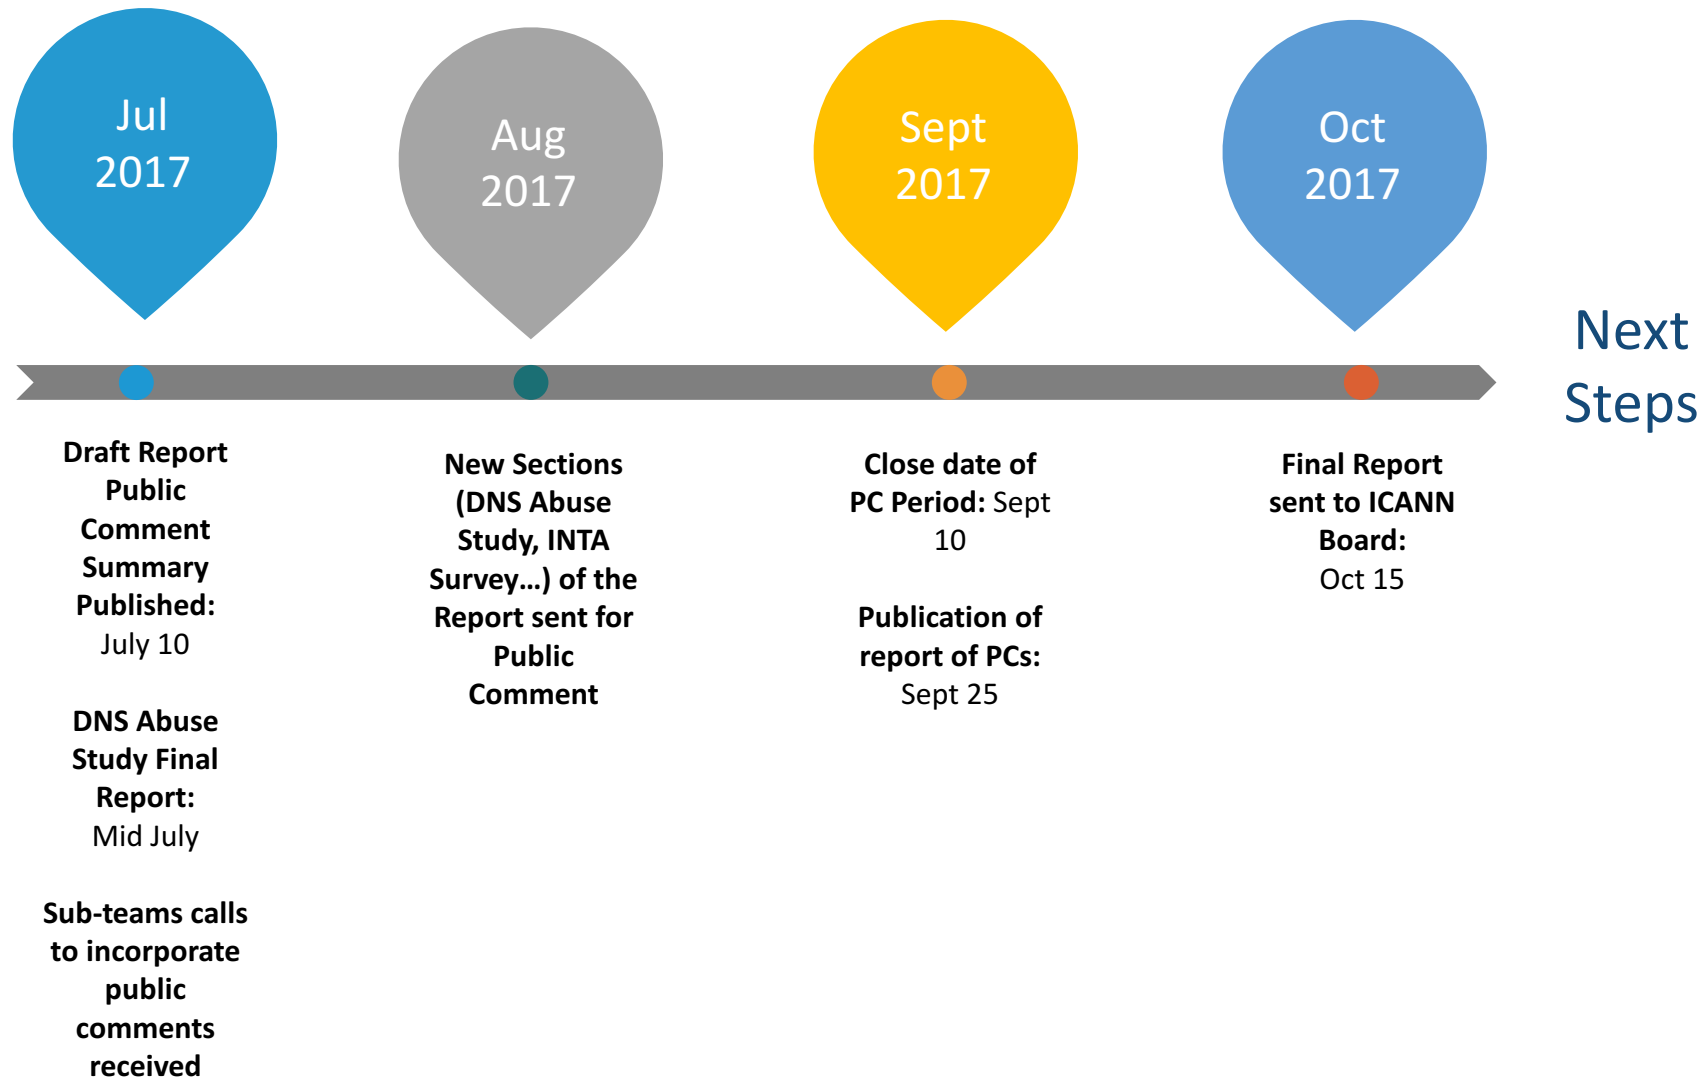 Jul
2017
Aug
2017
Sept
2017
Oct
2017
Next
Steps
Draft Report
Public
Comment
Summary
Published:
July 10
DNS Abuse
Study Final
Report:
Mid July
Sub-teams calls
to incorporate
public
comments
received
New Sections
(DNS Abuse
Study, INTA
Survey...) of the
Report sent for
Public
Comment
Close date of
PC Period: Sept
10
Publication of
report of PCs:
Sept 25
Final Report
sent to ICANN
Board:
Oct 15